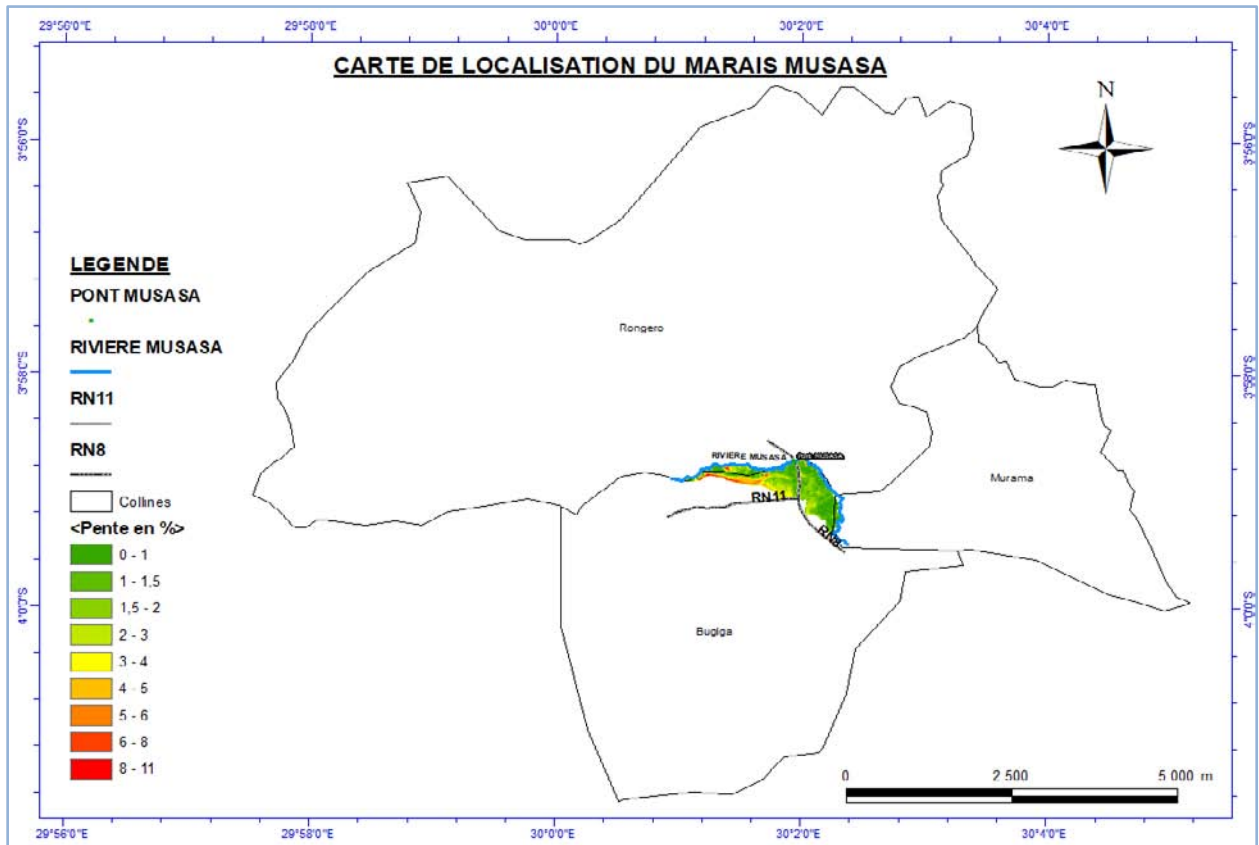 29°56'0"E 29°58'0"E 30°0'0"E 30°2'0"E 30°4'0"E
CARTE DE LOCALISATION DU MARAIS MUSASA
N
3°56'0"S
3°56'0"S
LEGENDE
PONT MUSASA
RIVIERE MUSASA
RN11
RN8
Collines
<Pente en %>
0 - 1
1 - 1.5
1,5 - 2
2 - 3
3 - 4
4 - 5
5 - 6
6 - 8
8 - 11
Rongero
3°58'0"S
3°58'0"S
RIVIERE MUSASA
PONT MUSASA
Murama
RN11
RN8
4°0'0"S
4°0'0"S
Bugiga
0 2 500 5 000 m
29°56'0"E 29°58'0"E 30°0'0"E 30°2'0"E 30°4'0"E